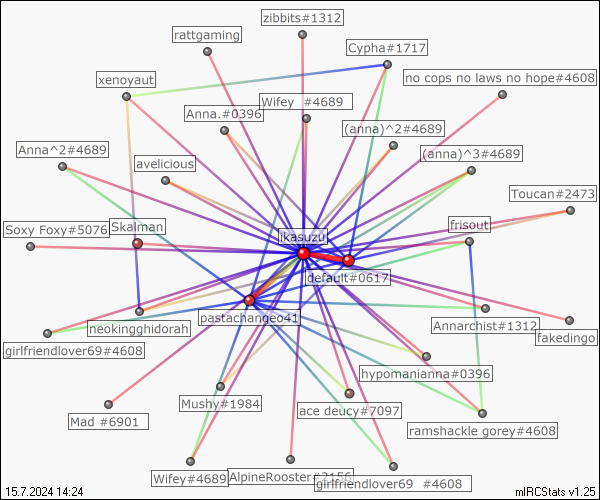 zibbits#1312
rattgaming
Cypha#1717
xenoyaut
no cops no laws no hope#4608
Wifey #4689
Anna.#0396
(anna)^2#4689
Anna^2#4689
avelicious
(anna)^3#4689
Toucan#2473
Soxy Foxy#5076
Skalman
frisout
ikasuzu
default#0617
pastachangeo41
neokingghidorah
Annarchist#1312
fakedingo
girlfriendlover69#4608
hypomanianna#0396
Mad #6901
Mushy#1984
ace deucy#7097
ramshackle gorey#4608
Wifey#4689
AlpineRooster#3156
girlfriendlover69 #4608
15.7.2024 14:24
mIRCStats v1.25